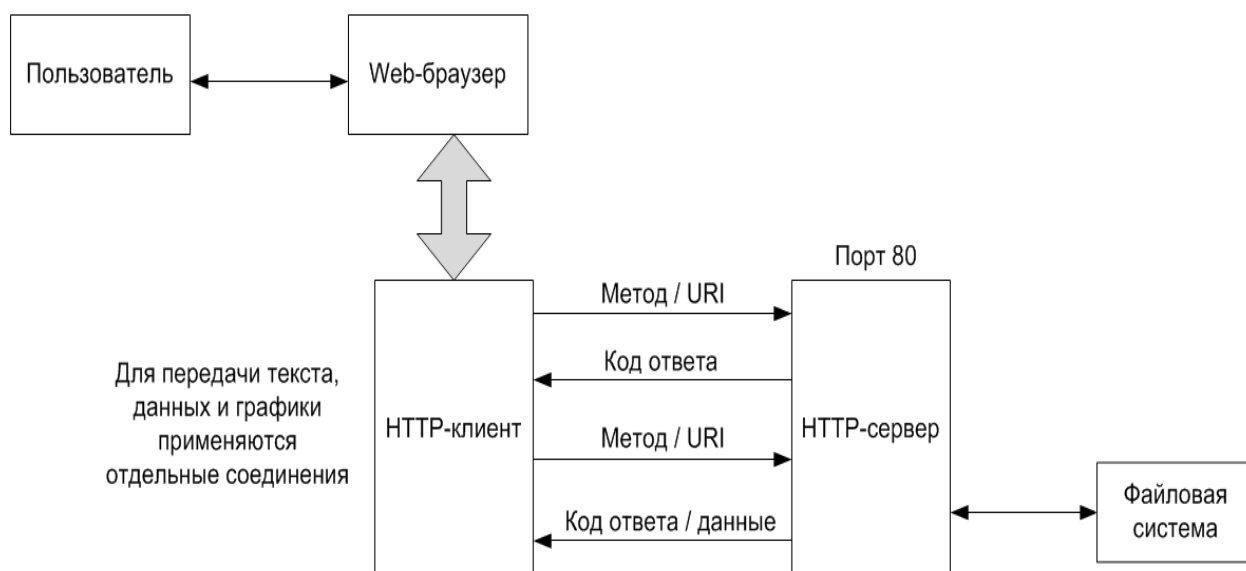 Пользователь
Web-браузер
Порт 80
Метод / URI
Код ответа
Для передачи текста,
данных и графики
применяются
отдельные соединения
HTTP-клиент
Метод / URI
HTTP-сервер
Код ответа / данные
Файловая
система